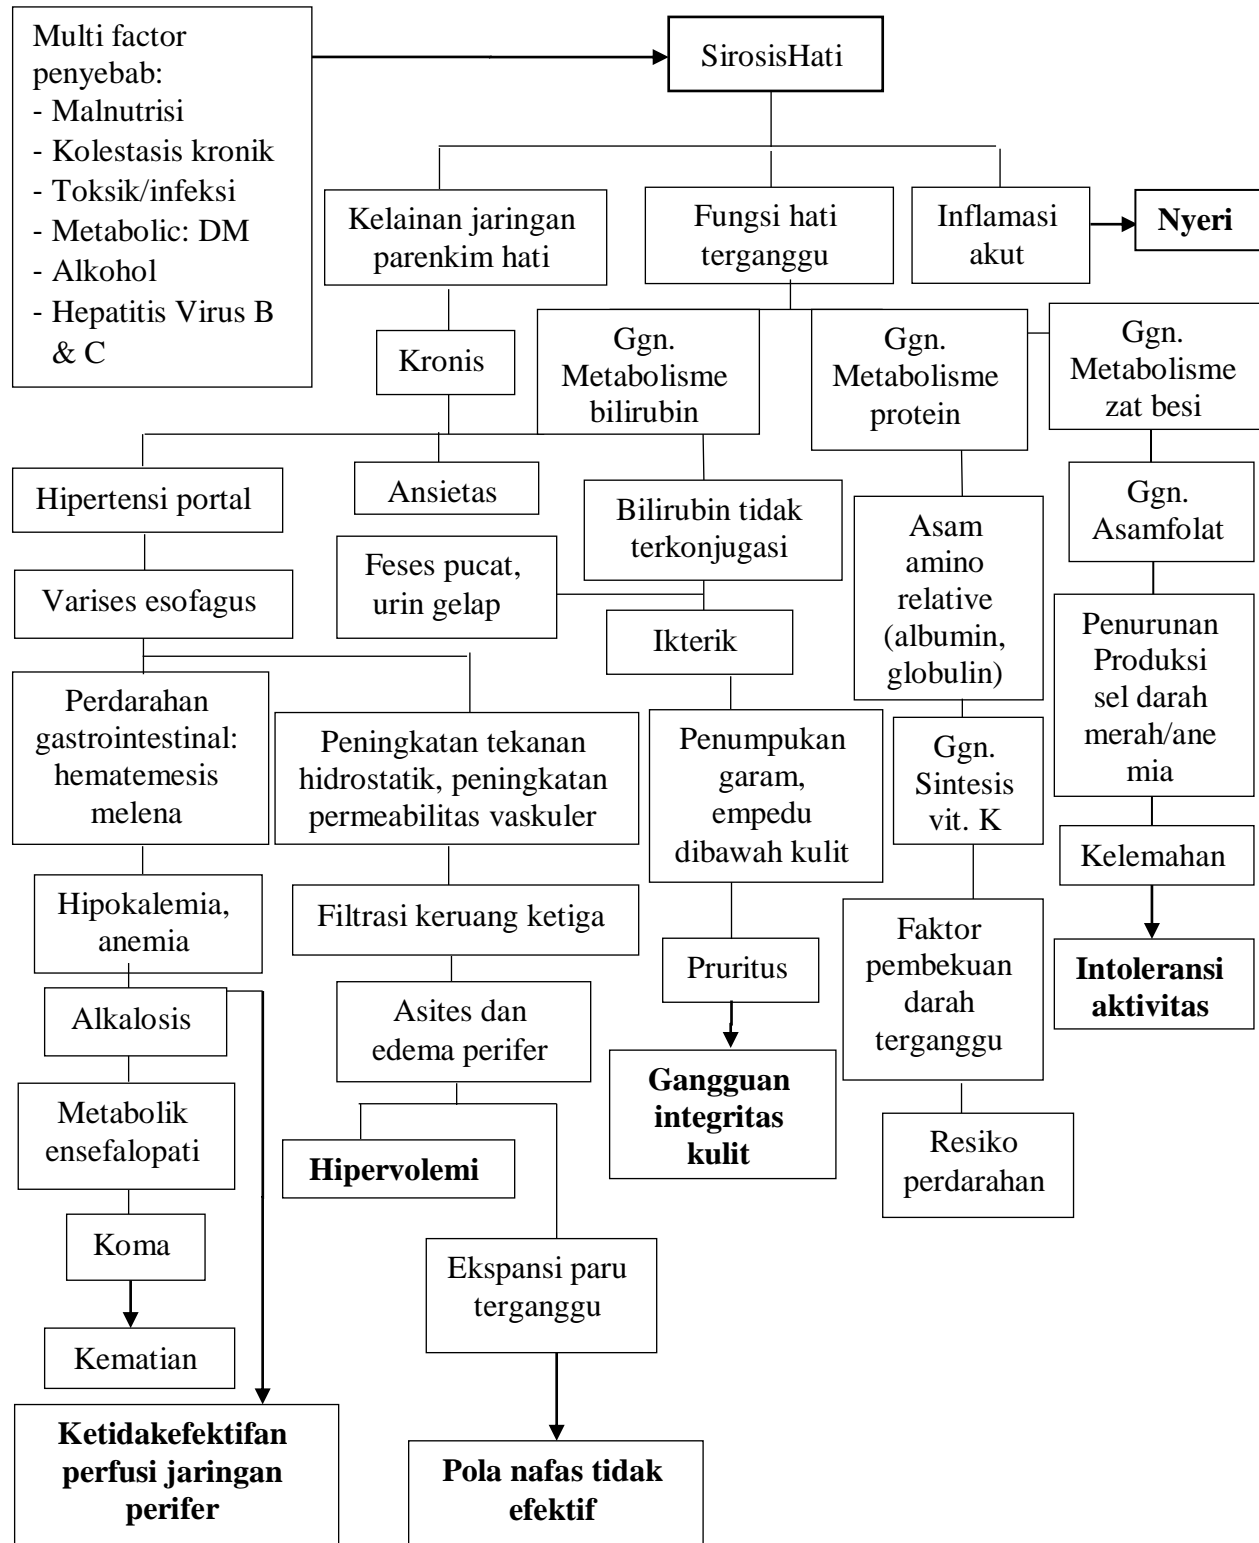 Multi factor
penyebab:
- Malnutrisi
- Kolestasis kronik
- Toksik/infeksi
- Metabolic: DM
- Alkohol
- Hepatitis Virus B
& C
SirosisHati
Kelainan jaringan
parenkim hati
Fungsi hati
terganggu
Inflamasi
akut
Nyeri
Kronis
Ggn.
Metabolisme
bilirubin
Ggn.
Metabolisme
protein
Ggn.
Metabolisme
zat besi
Hipertensi portal
Ansietas
Bilirubin tidak
terkonjugasi
Asam
amino
relative
(albumin,
globulin)
Ggn.
Asamfolat
Varises esofagus
Feses pucat,
urin gelap
Ikterik
Penurunan
Produksi
sel darah
merah/ane
mia
Perdarahan
gastrointestinal:
hematemesis
melena
Peningkatan tekanan
hidrostatik, peningkatan
permeabilitas vaskuler
Penumpukan
garam,
empedu
dibawah kulit
Ggn.
Sintesis
vit. K
Kelemahan
Hipokalemia,
anemia
Filtrasi keruang ketiga
Pruritus
Faktor
pembekuan
darah
terganggu
Intoleransi
aktivitas
Alkalosis
Asites dan
edema perifer
Gangguan
integritas
kulit
Metabolik
ensefalopati
Hipervolemi
Resiko
perdarahan
Koma
Ekspansi paru
terganggu
Kematian
Ketidakefektifan
perfusi jaringan
perifer
Pola nafas tidak
efektif